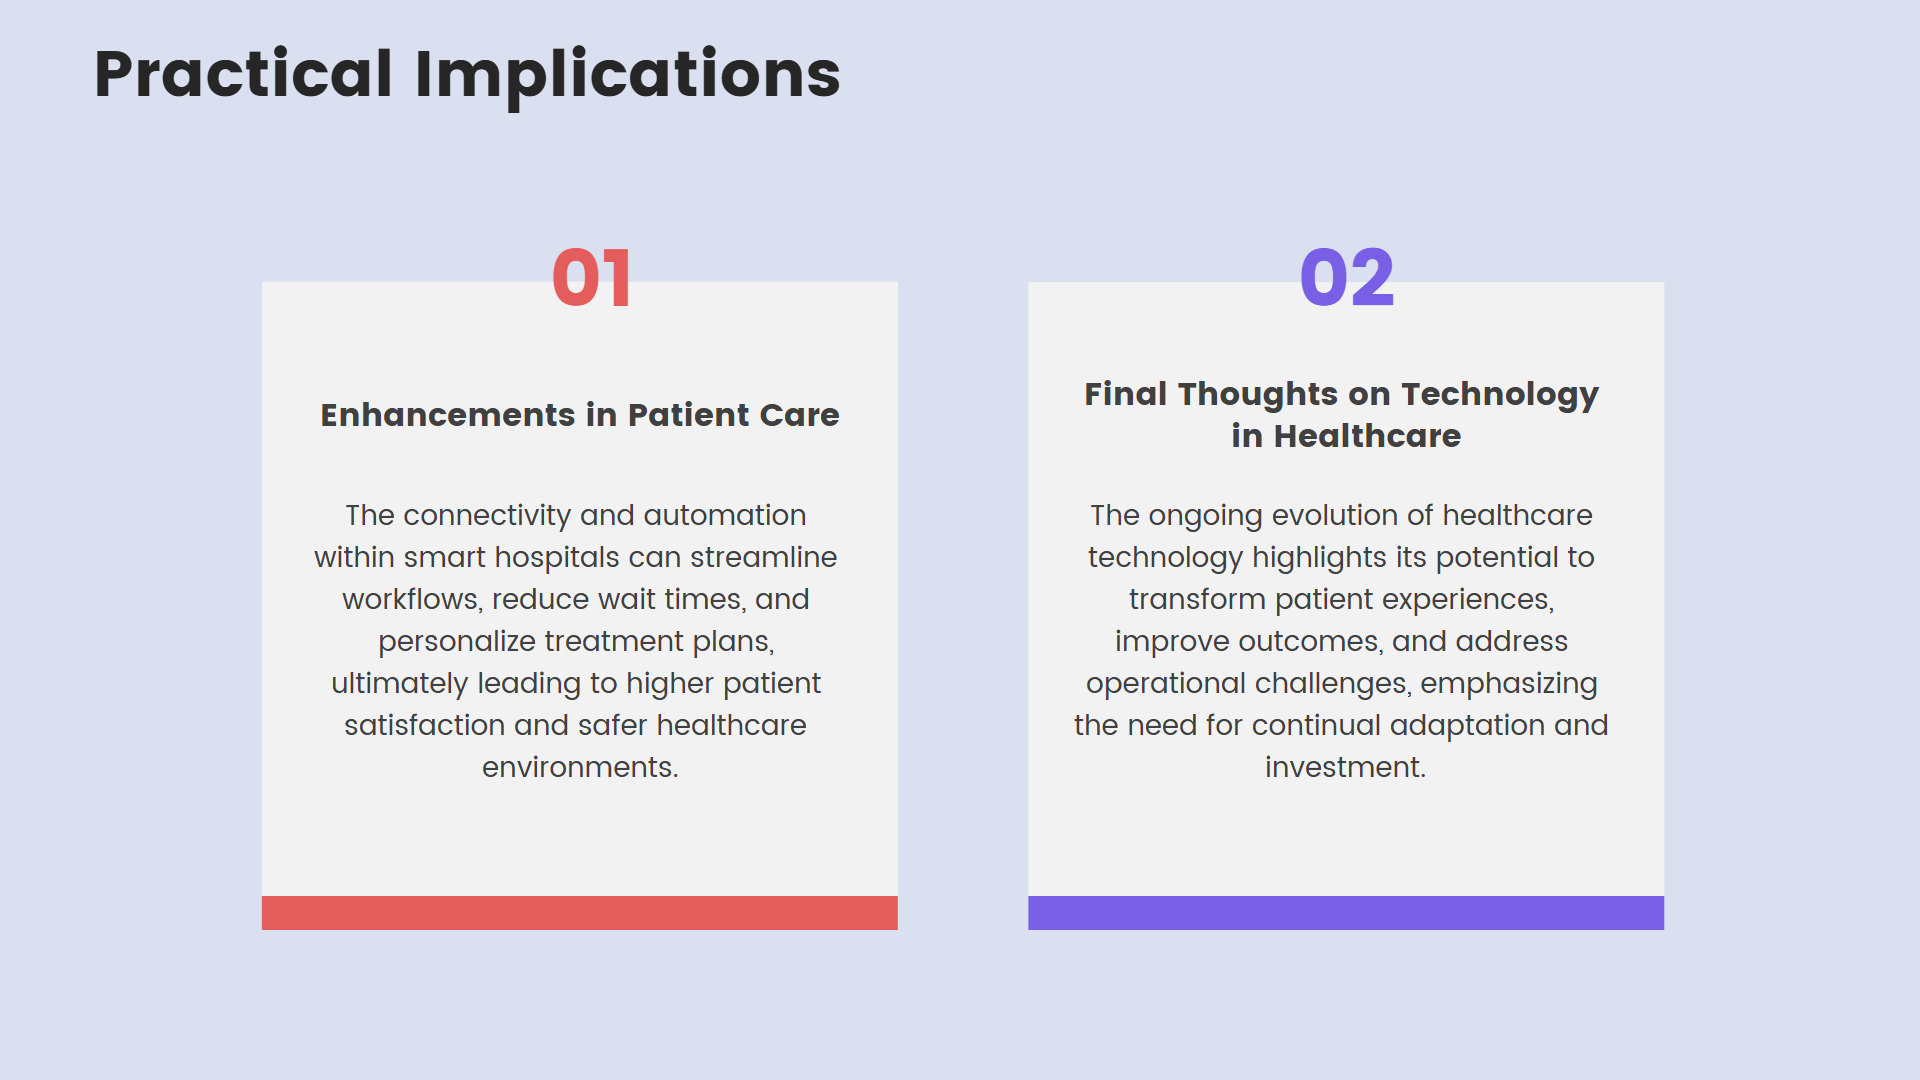 Practical Implications
01
Enhancements in Patient Care
The connectivity and automation
within smart hospitals can streamline
workflows, reduce wait times, and
personalize treatment plans,
ultimately leading to higher patient
satisfaction and safer healthcare
environments.
02
Final Thoughts on Technology
in Healthcare
The ongoing evolution of healthcare
technology highlights its potential to
transform patient experiences,
improve outcomes, and address
operational challenges, emphasizing
the need for continual adaptation and
investment.